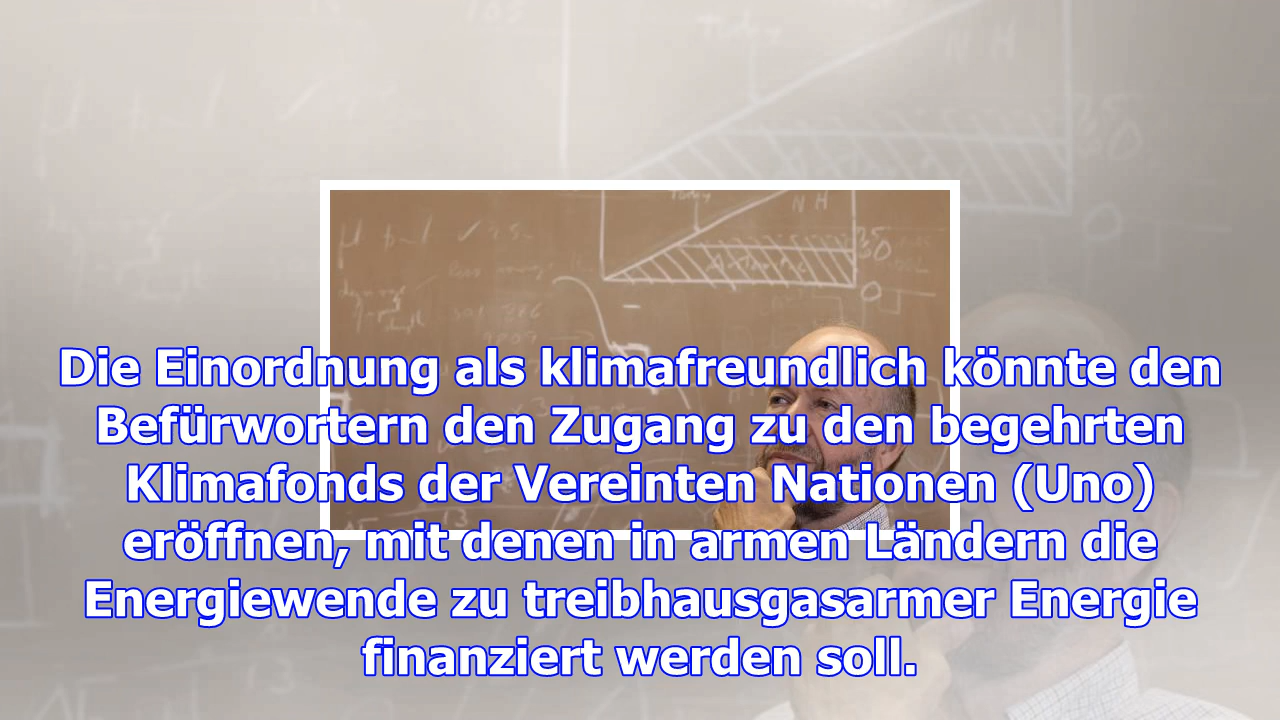 N H
Die Einordnung als klimafreundlich könnte den
Befürwortern den Zugang zu den begehrten
Klimafonds der Vereinten Nationen (Uno)
eröffnen, mit denen in armen Ländern die
Energiewende zu treibhausgasarmer Energie
finanziert werden soll.